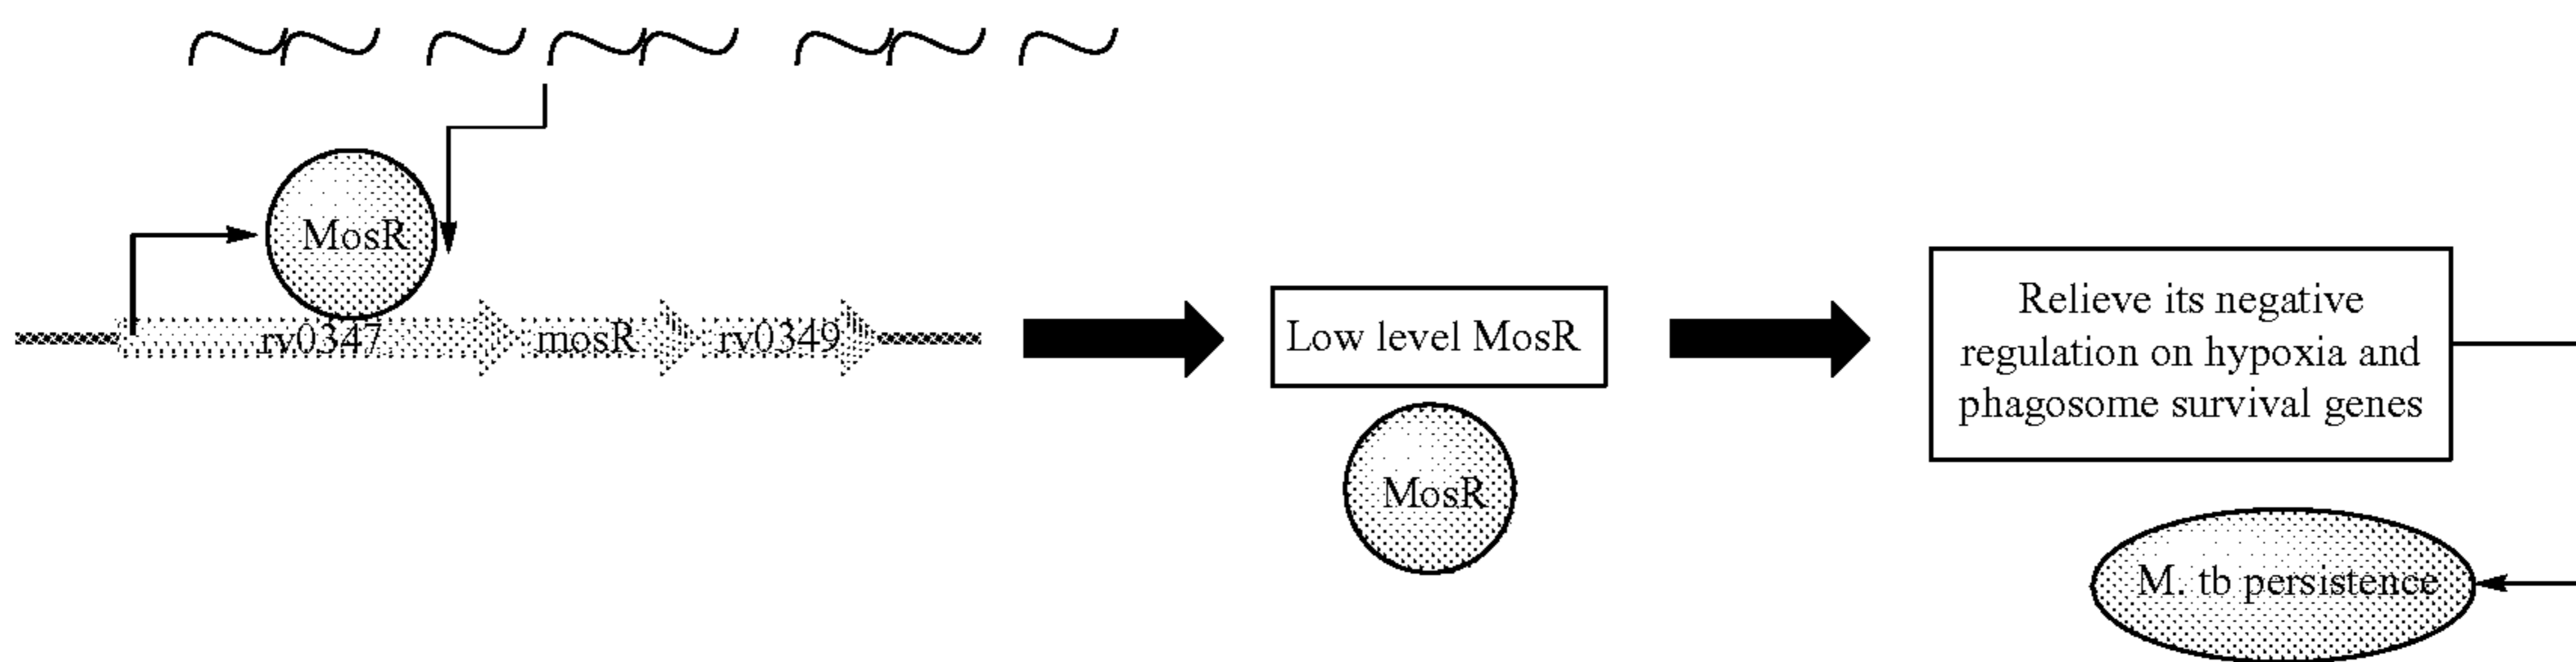 MosR
rv0347
mosR
rv0349
Low level MosR
MosR
Relieve its negative
regulation on hypoxia and
phagosome survival genes
M. tb persistence